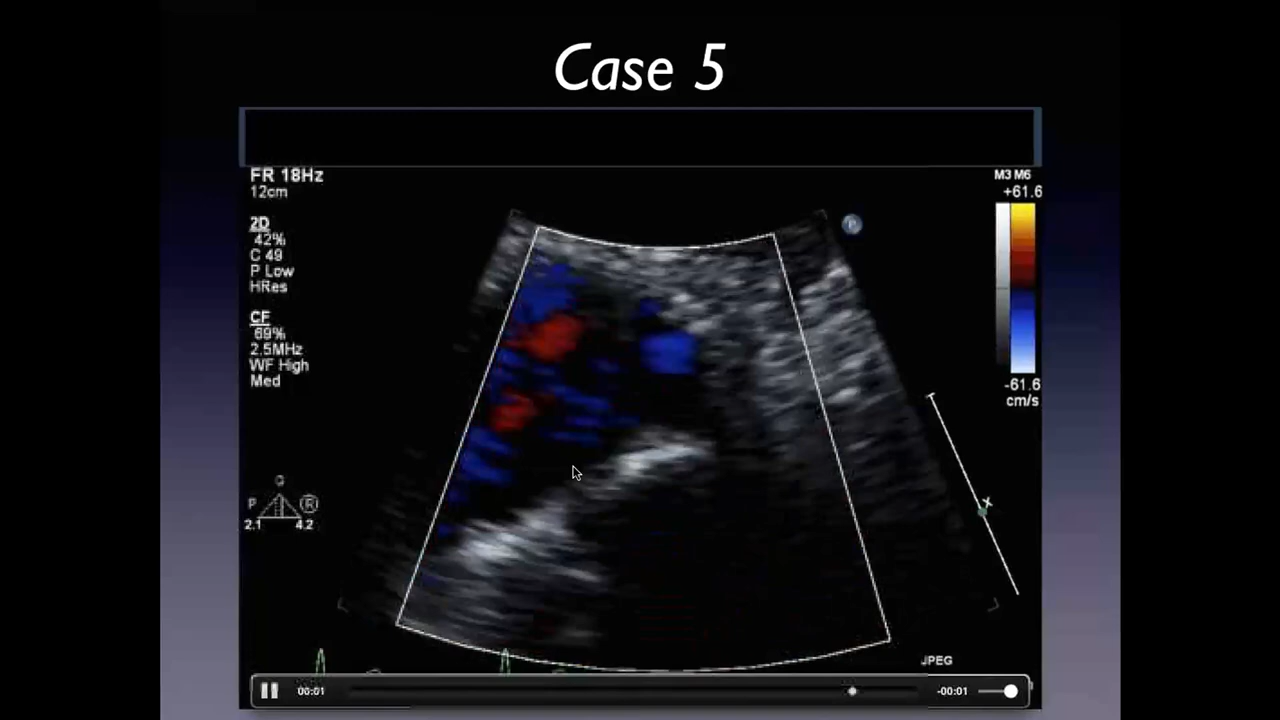 Case 5
FR 18Hz
12cm
2D
42%
C 49
P Low
HRes
CF
69%
2.5MHz
WF High
Med
M3 M6
+61.6
-61.6
cm/s
P
G
P R
2.1 4.2
X
JPEG
00:01 -00:01